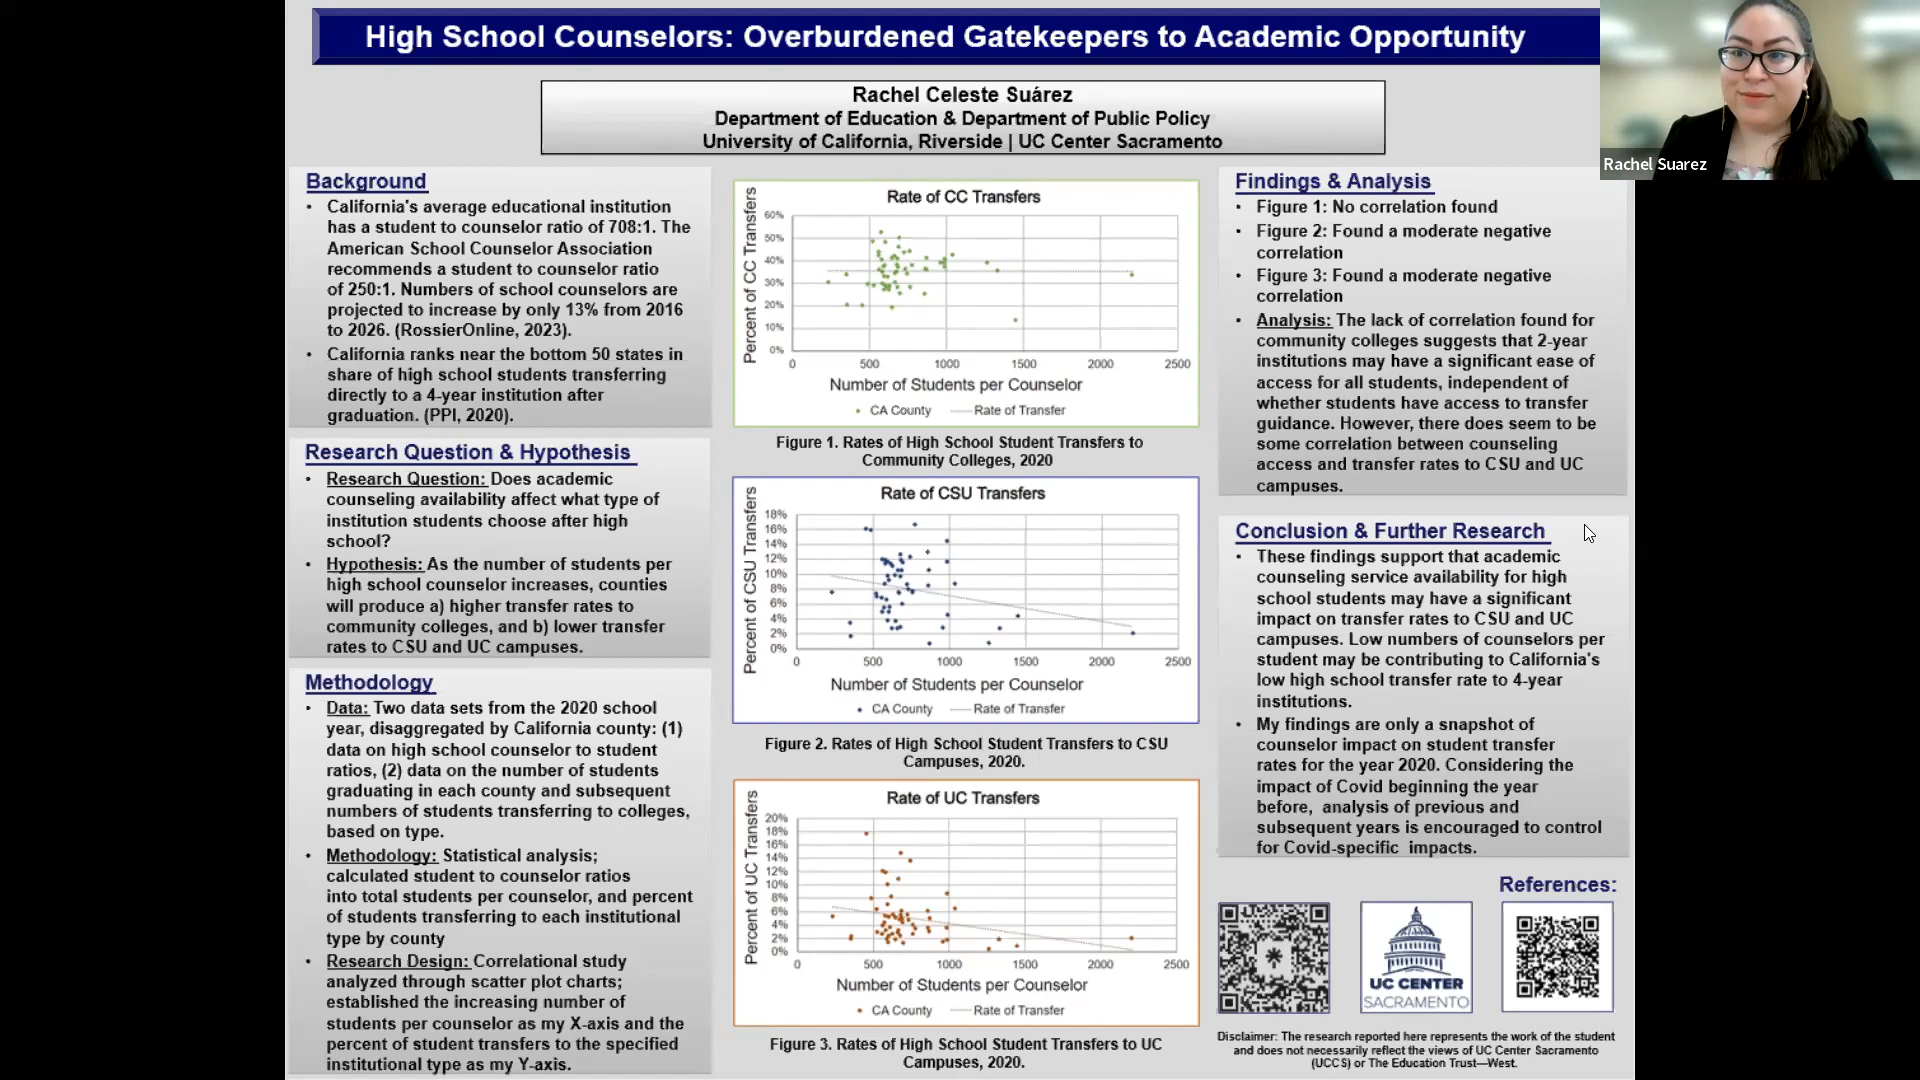 High School Counselors: Overburdened Gatekeepers to Academic Opportunity
Rachel Celeste Suárez
Department of Education & Department of Public Policy
University of California, Riverside | UC Center Sacramento
Rachel Suarez
Background
• California's average educational institution
has a student to counselor ratio of 708:1. The
American School Counselor Association
recommends a student to counselor ratio
of 250:1. Numbers of school counselors are
projected to increase by only 13% from 2016
to 2026. (RossierOnline, 2023).
• California ranks near the bottom 50 states in
share of high school students transferring
directly to a 4-year institution after
graduation. (PPI, 2020).
Research Question & Hypothesis
• Research Question: Does academic
counseling availability affect what type of
institution students choose after high
school?
• Hypothesis: As the number of students per
high school counselor increases, counties
will produce a) higher transfer rates to
community colleges, and b) lower transfer
rates to CSU and UC campuses.
Methodology
• Data: Two data sets from the 2020 school
year, disaggregated by California county: (1)
data on high school counselor to student
ratios, (2) data on the number of students
graduating in each county and subsequent
numbers of students transferring to colleges,
based on type.
• Methodology: Statistical analysis;
calculated student to counselor ratios
into total students per counselor, and percent
of students transferring to each institutional
type by county
• Research Design: Correlational study
analyzed through scatter plot charts;
established the increasing number of
students per counselor as my X-axis and the
percent of student transfers to the specified
institutional type as my Y-axis.
Rate of CC Transfers
Percent of CC Transfers
60%
50%
40%
30%
20%
10%
0%
0 500 1000 1500 2000 2500
Number of Students per Counselor
CA County Rate of Transfer
Figure 1. Rates of High School Student Transfers to
Community Colleges, 2020
Rate of CSU Transfers
Percent of CSU Transfers
18%
16%
14%
12%
10%
8%
6%
4%
2%
0%
0 500 1000 1500 2000 2500
Number of Students per Counselor
CA County Rate of Transfer
Figure 2. Rates of High School Student Transfers to CSU
Campuses, 2020.
Rate of UC Transfers
Percent of UC Transfers
20%
18%
16%
14%
12%
10%
8%
6%
4%
2%
0%
0 500 1000 1500 2000 2500
Number of Students per Counselor
CA County Rate of Transfer
Figure 3. Rates of High School Student Transfers to UC
Campuses, 2020.
Findings & Analysis
• Figure 1: No correlation found
• Figure 2: Found a moderate negative
correlation
• Figure 3: Found a moderate negative
correlation
• Analysis: The lack of correlation found for
community colleges suggests that 2-year
institutions may have a significant ease of
access for all students, independent of
whether students have access to transfer
guidance. However, there does seem to be
some correlation between counseling
access and transfer rates to CSU and UC
campuses.
Conclusion & Further Research
• These findings support that academic
counseling service availability for high
school students may have a significant
impact on transfer rates to CSU and UC
campuses. Low numbers of counselors per
student may be contributing to California's
low high school transfer rate to 4-year
institutions.
• My findings are only a snapshot of
counselor impact on student transfer
rates for the year 2020. Considering the
impact of Covid beginning the year
before, analysis of previous and
subsequent years is encouraged to control
for Covid-specific impacts.
References:
UC CENTER
SACRAMENTO
Disclaimer: The research reported here represents the work of the student
and does not necessarily reflect the views of UC Center Sacramento
(UCCS) or The Education Trust—West.